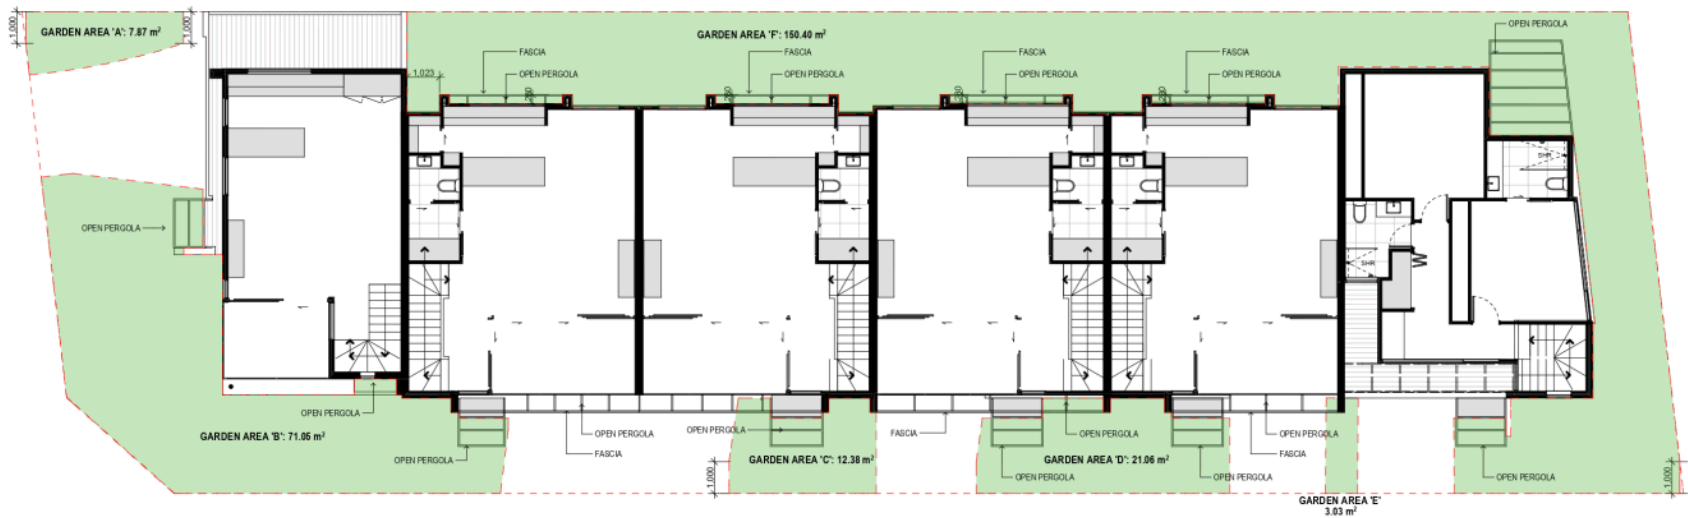 1,000
GARDEN AREA 'A': 7.87 m²
1,000
GARDEN AREA 'F': 150.40 m²
OPEN PERGOLA
FASCIA
FASCIA
FASCIA
FASCIA
1,023
OPEN PERGOLA
OPEN PERGOLA
OPEN PERGOLA
OPEN PERGOLA
SHR
OPEN PERGOLA
SHR
OPEN PERGOLA
GARDEN AREA 'B': 71.05 m²
OPEN PERGOLA
OPEN PERGOLA
FASCIA
OPEN PERGOLA
OPEN PERGOLA
FASCIA
OPEN PERGOLA
OPEN PERGOLA
FASCIA
GARDEN AREA 'C': 12.38 m²
1,000
GARDEN AREA 'D': 21.06 m²
OPEN PERGOLA
OPEN PERGOLA
OPEN PERGOLA
1,000
GARDEN AREA 'E'
3.03 m²